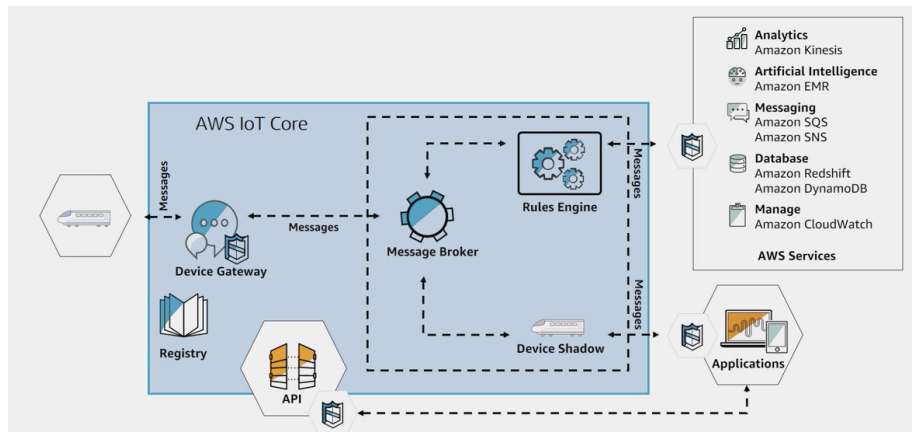 AWS IoT Core
Messages
Device Gateway
Messages
Message Broker
Rules Engine
Messages
Device Shadow
Messages
Registry
API
Analytics
Amazon Kinesis
Artificial Intelligence
Amazon EMR
Messaging
Amazon SQS
Amazon SNS
Database
Amazon Redshift
Amazon DynamoDB
Manage
Amazon CloudWatch
AWS Services
Applications